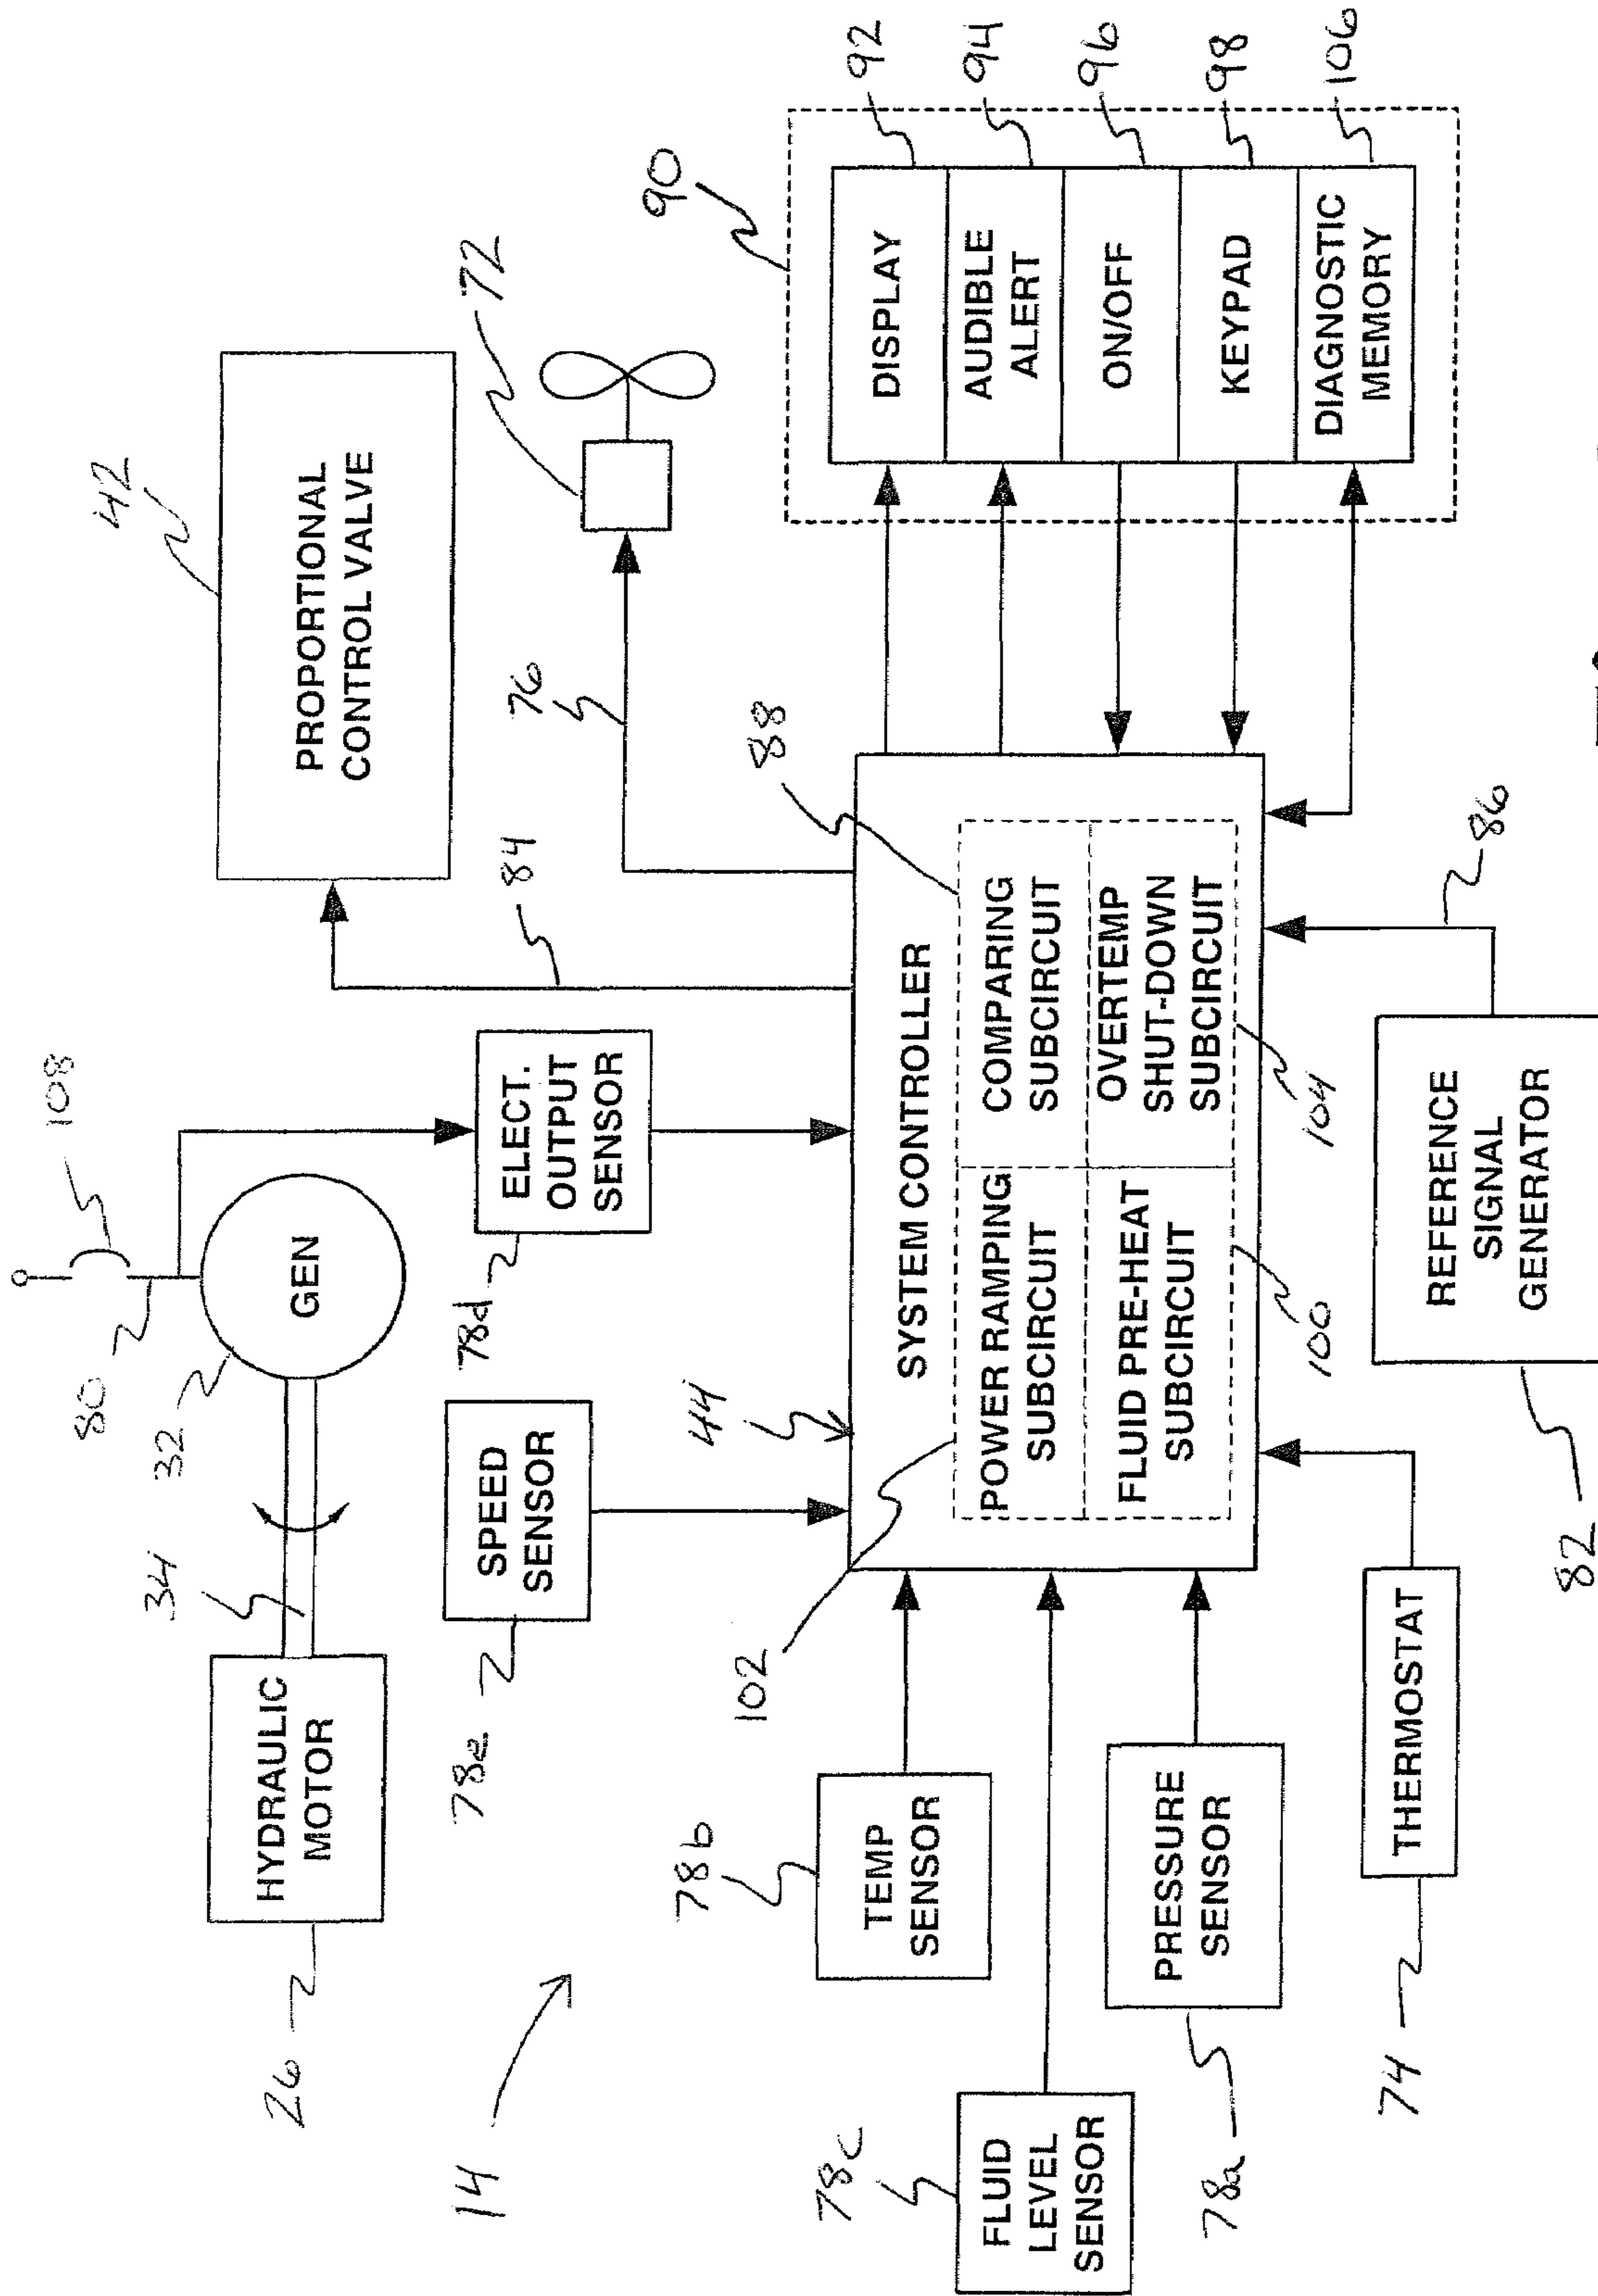 108
80
32
34
26
HYDRAULIC
MOTOR
GEN
42
PROPORTIONAL
CONTROL VALVE
14
78e
SPEED
SENSOR
78d
ELECT.
OUTPUT
SENSOR
84
76
72
78b
TEMP
SENSOR
78c
FLUID
LEVEL
SENSOR
78a
PRESSURE
SENSOR
74
THERMOSTAT
102
44
SYSTEM CONTROLLER
88
POWER RAMPING
SUBCIRCUIT
COMPARING
SUBCIRCUIT
FLUID PRE-HEAT
SUBCIRCUIT
OVERTEMP
SHUT-DOWN
SUBCIRCUIT
100
104
82
REFERENCE
SIGNAL
GENERATOR
86
90
DISPLAY
92
AUDIBLE
ALERT
94
ON/OFF
96
KEYPAD
98
DIAGNOSTIC
MEMORY
106